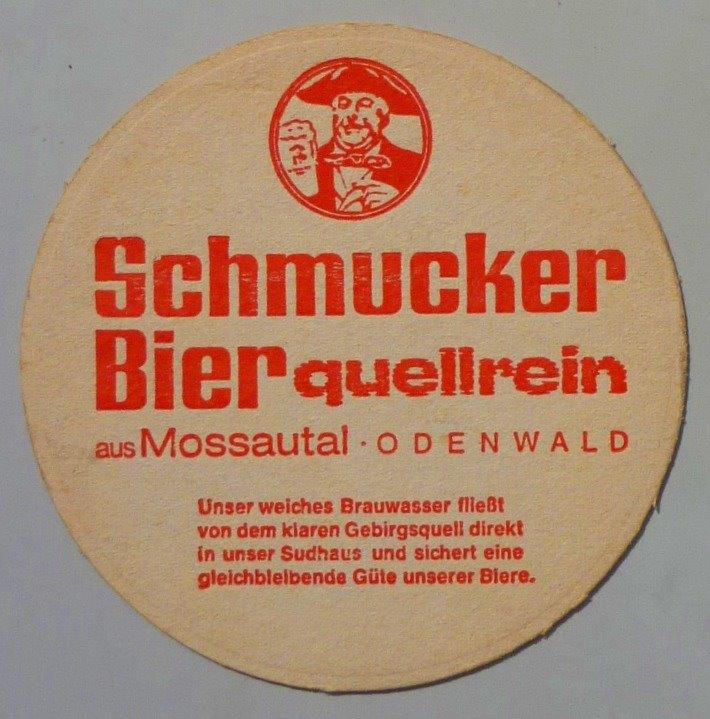 Schmucker
Bier quellrein
aus Mossautal · ODENWALD
Unser weiches Brauwasser fließt
von dem klaren Gebirgsquell direkt
in unser Sudhaus und sichert eine
gleichbleibende Güte unserer Biere.